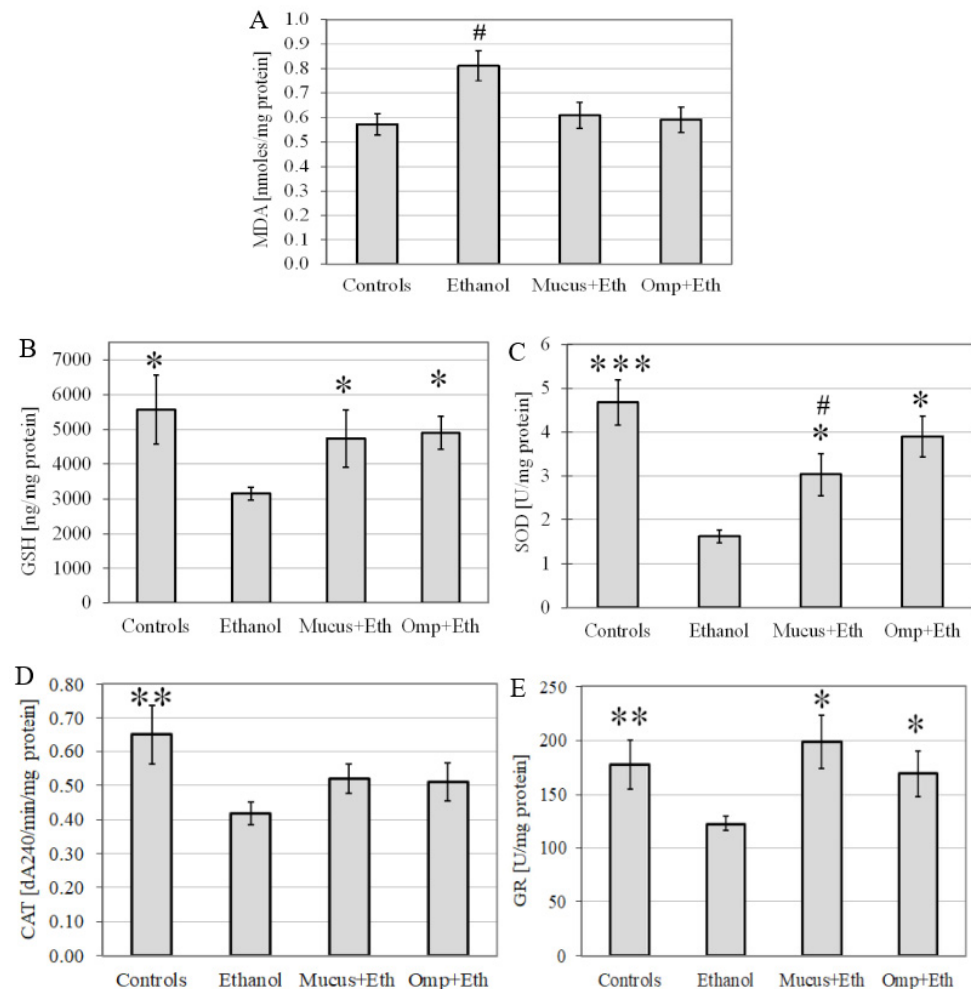 A
MDA [nmoles/mg protein]
1.0
0.9
0.8
0.7
0.6
0.5
0.4
0.3
0.2
0.1
0.0
#
Controls Ethanol Mucus+Eth Omp+Eth
B
GSH [ng/mg protein]
7000
6000
5000
4000
3000
2000
1000
0
* * *
Controls Ethanol Mucus+Eth Omp+Eth
C
SOD [U/mg protein]
6
5
4
3
2
1
0
***
#
* *
Controls Ethanol Mucus+Eth Omp+Eth
D
CAT [dA240/min/mg protein]
0.80
0.70
0.60
0.50
0.40
0.30
0.20
0.10
0.00
**
Controls Ethanol Mucus+Eth Omp+Eth
E
GR [U/mg protein]
250
200
150
100
50
0
** * *
Controls Ethanol Mucus+Eth Omp+Eth